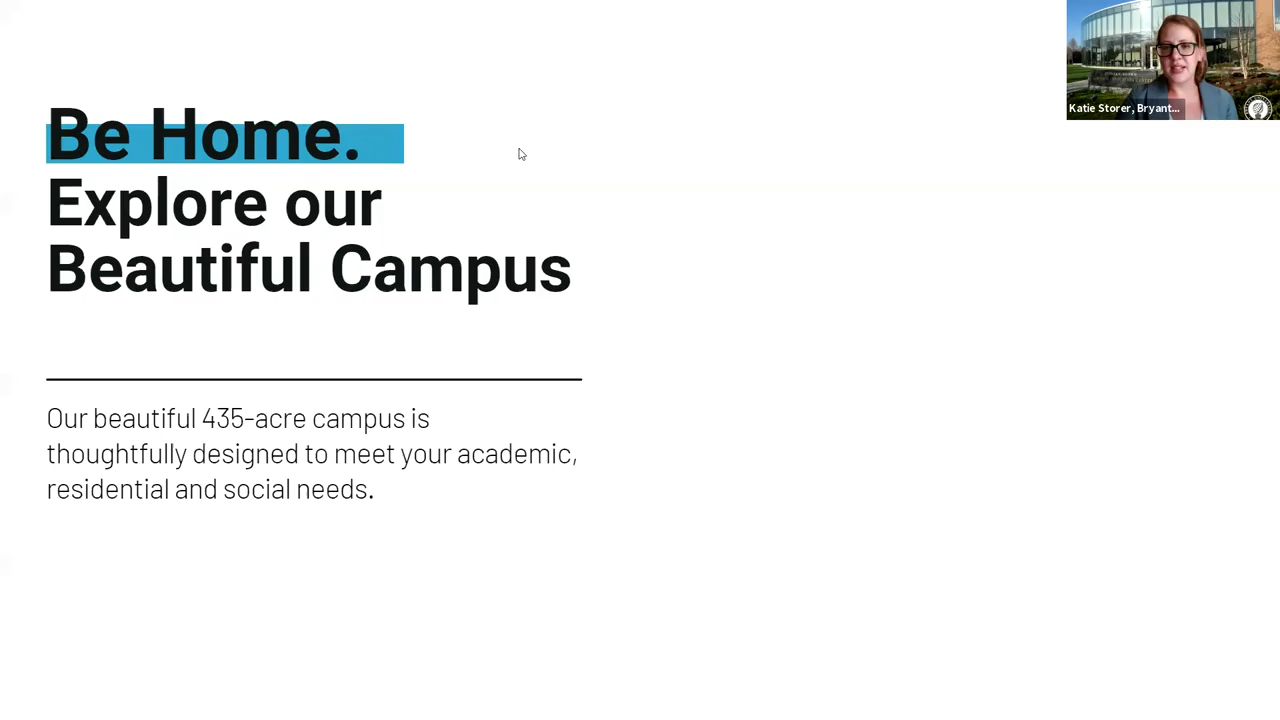 Be Home.
Explore our
Beautiful Campus
Our beautiful 435-acre campus is
thoughtfully designed to meet your academic,
residential and social needs.
Katie Storer, Bryant...